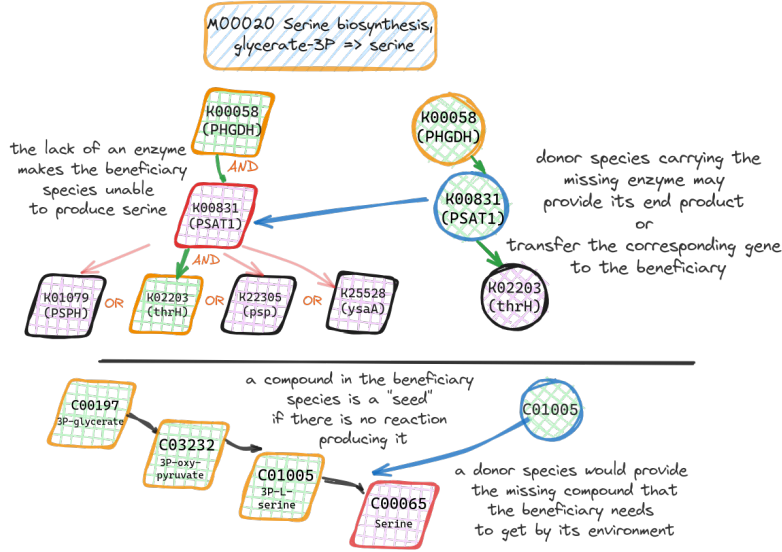 M00020 Serine biosynthesis,
glycerate-3P => serine
K00058
(PHGDH)
AND
the lack of an enzyme
makes the beneficiary
species unable
to produce serine
K00831
(PSAT1)
AND
K01079
(PSPH)
OR
K02203
(thrH)
OR
K22305
(psp)
OR
K25528
(ysaA)
K00058
(PHGDH)
K00831
(PSAT1)
K02203
(thrH)
donor species carrying the
missing enzyme may
provide its end product
or
transfer the corresponding gene
to the beneficiary
C00197
3P-glycerate
C03232
3P-oxy-
pyruvate
C01005
3P-L-
serine
C00065
Serine
a compound in the beneficiary
species is a "seed"
if there is no reaction
producing it
C01005
a donor species would provide
the missing compound that
the beneficiary needs
to get by its environment